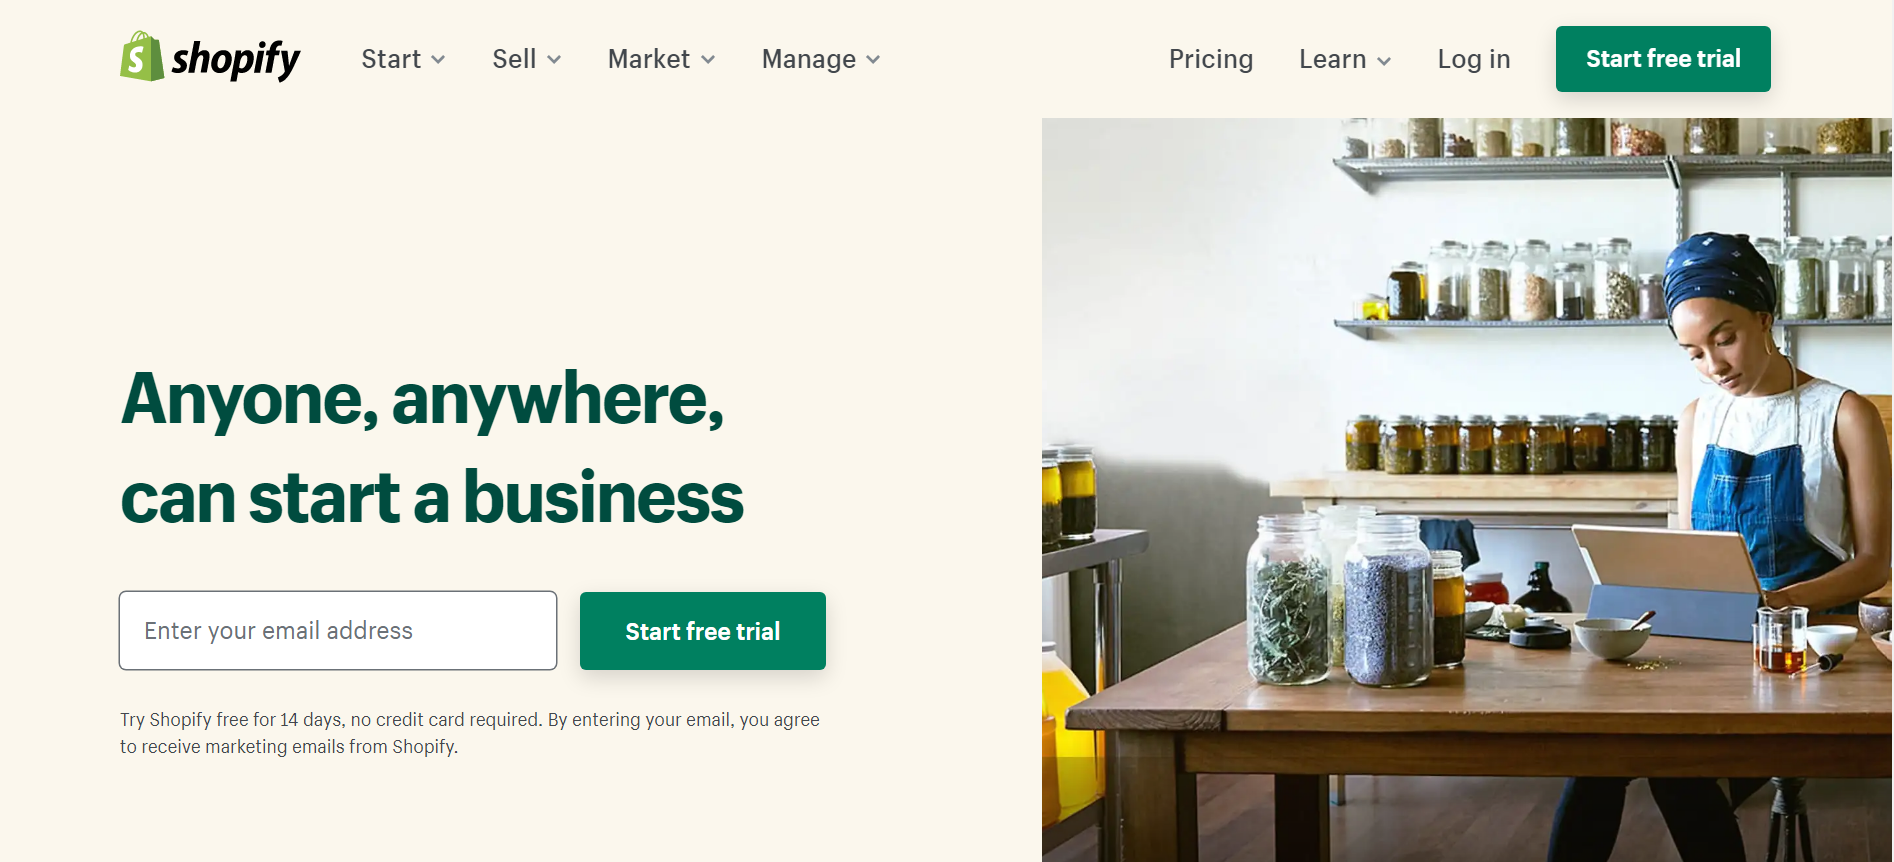 shopify Start Sell Market Manage Pricing Learn Log in Start free trial
Anyone, anywhere,
can start a business
Enter your email address Start free trial
Try Shopify free for 14 days, no credit card required. By entering your email, you agree
to receive marketing emails from Shopify.